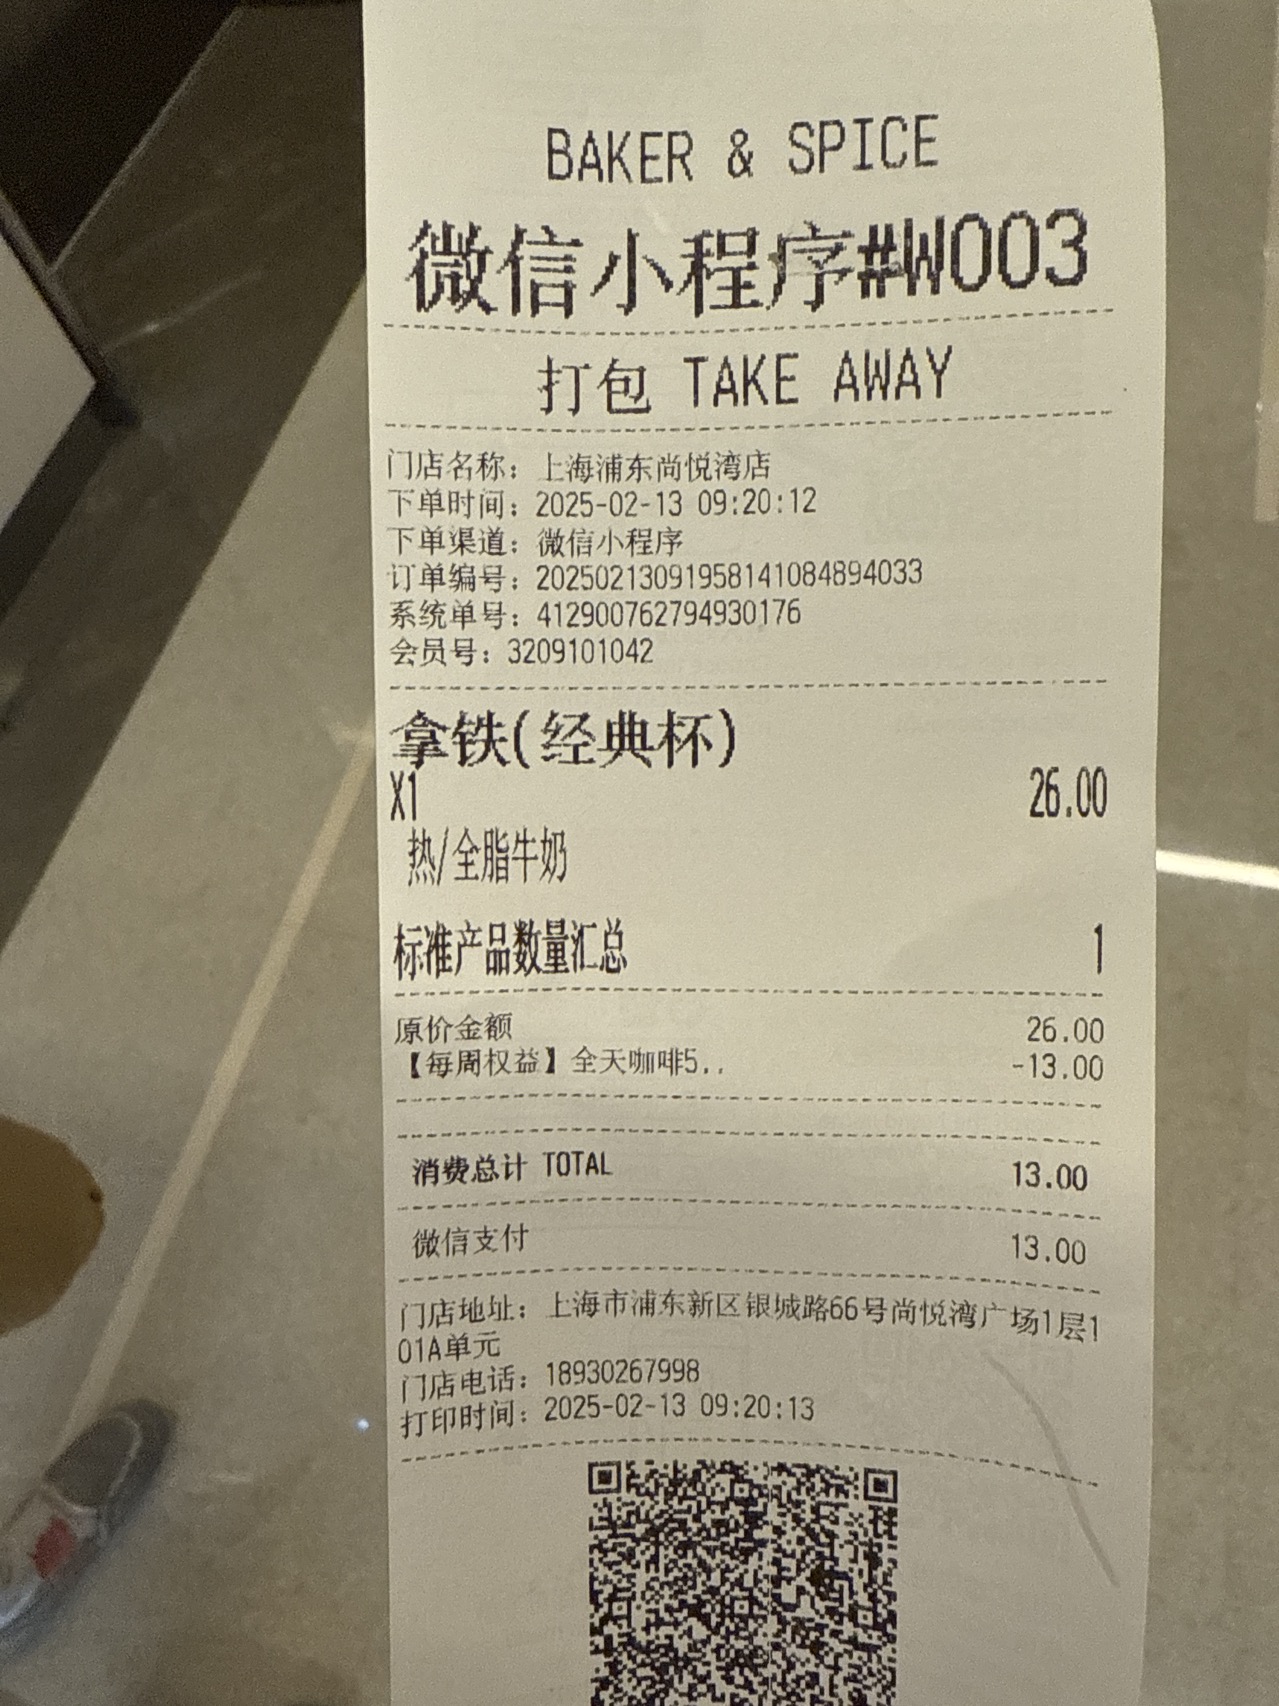 BAKER & SPICE
微信小程序#W003
打包 TAKE AWAY
门店名称：上海浦东尚悦湾店
下单时间：2025-02-13 09:20:12
下单渠道：微信小程序
订单编号：20250213091958141084894033
系统单号：412900762794930176
会员号：3209101042
拿铁(经典杯)
X1 26.00
热/全脂牛奶
标准产品数量汇总 1
原价金额 26.00
【每周权益】全天咖啡5.. -13.00
消费总计 TOTAL 13.00
微信支付 13.00
门店地址：上海市浦东新区银城路66号尚悦湾广场1层1
01A单元
门店电话：18930267998
打印时间：2025-02-13 09:20:13